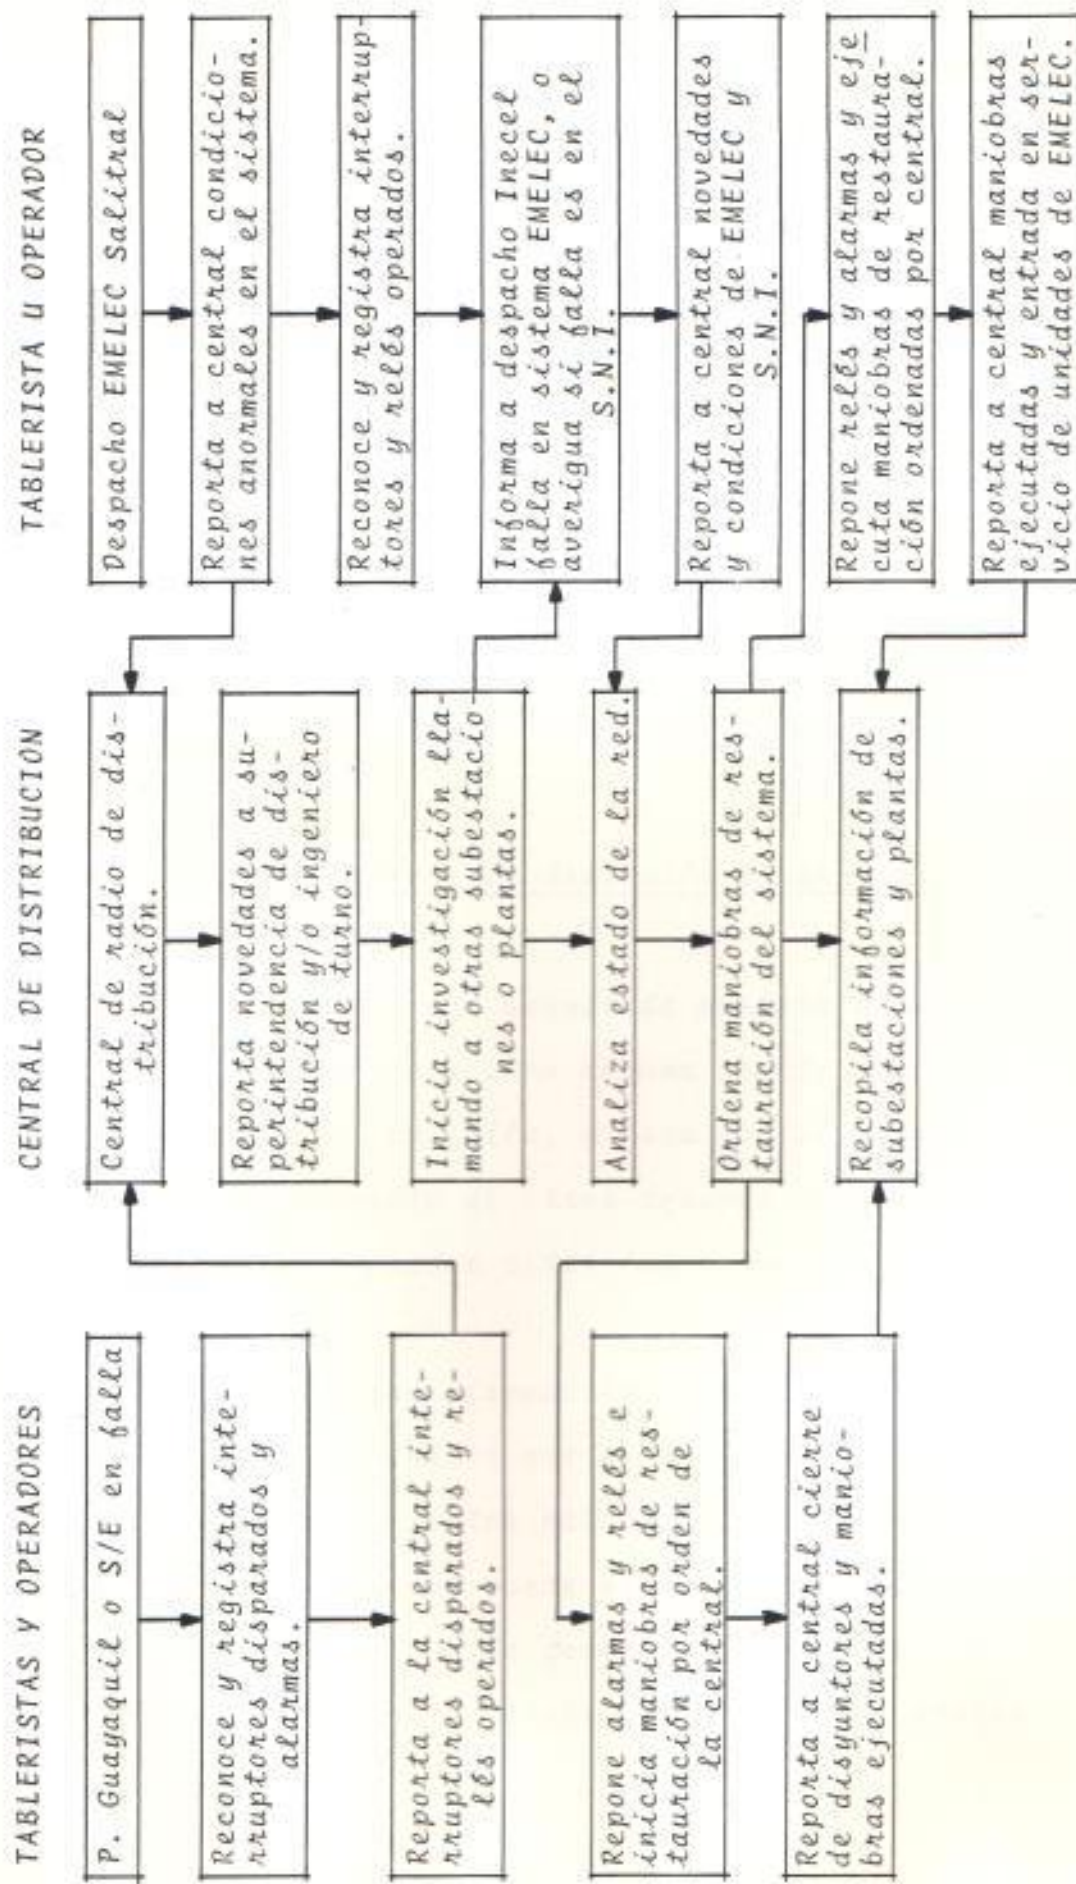 TABLERISTAS Y OPERADORES
P. Guayaquil o S/E en falla
Reconoce y registra inte-
rruptores disparados y
alarmas.
Reporta a la central inte-
rruptores disparados y re-
lés operados.
Repone alarmas y relés e
inicia maniobras de res-
tauración por orden de
la central.
Reporta a central cierre
de disyuntores y manio-
bras ejecutadas.
CENTRAL DE DISTRIBUCION
Central de radio de dis-
tribución.
Reporta novedades a su-
perintendencia de dis-
tribución y/o ingeniero
de turno.
Inicia investigación lla-
mando a otras subestacio
nes o plantas.
Analiza estado de la red.
Ordena maniobras de res-
tauración del sistema.
Recopila información de
subestaciones y plantas.
TABLERISTA U OPERADOR
Despacho EMELEC Salitral
Reporta a central condicio-
nes anormales en el sistema.
Reconoce y registra interrup-
tores y relés operados.
Informa a despacho Inecel
falla en sistema EMELEC, o
averigua si falla es en el
S.N.I.
Reporta a central novedades
y condiciones de EMELEC y
S.N.I.
Repone relés y alarmas y eje
cuta maniobras de restaura-
ción ordenadas por central.
Reporta a central maniobras
ejecutadas y entrada en ser-
vicio de unidades de EMELEC.